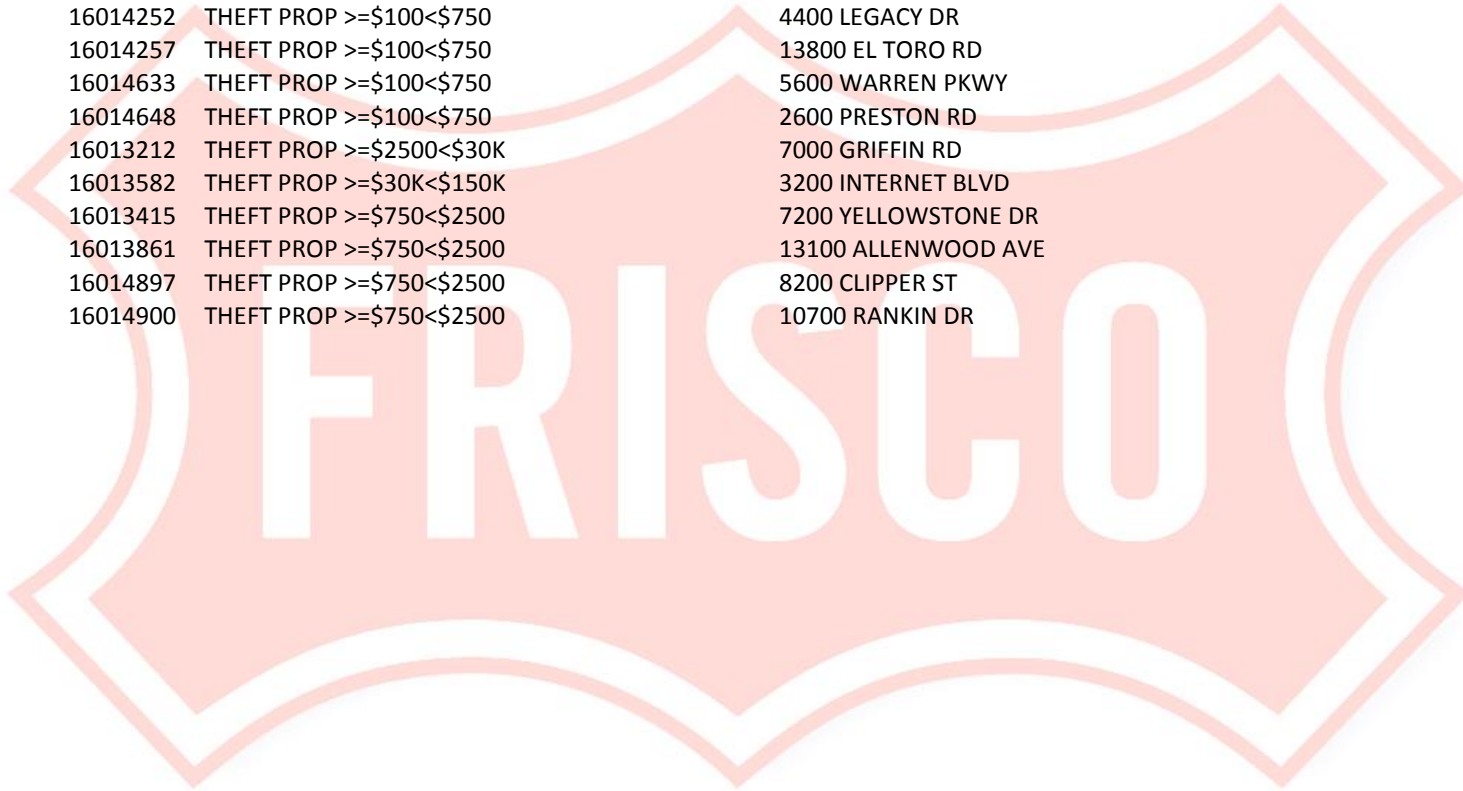 16014252 THEFT PROP >=$100<$750 4400 LEGACY DR
16014257 THEFT PROP >=$100<$750 13800 EL TORO RD
16014633 THEFT PROP >=$100<$750 5600 WARREN PKWY
16014648 THEFT PROP >=$100<$750 2600 PRESTON RD
16013212 THEFT PROP >=$2500<$30K 7000 GRIFFIN RD
16013582 THEFT PROP >=$30K<$150K 3200 INTERNET BLVD
16013415 THEFT PROP >=$750<$2500 7200 YELLOWSTONE DR
16013861 THEFT PROP >=$750<$2500 13100 ALLENWOOD AVE
16014897 THEFT PROP >=$750<$2500 8200 CLIPPER ST
16014900 THEFT PROP >=$750<$2500 10700 RANKIN DR
FRISCO